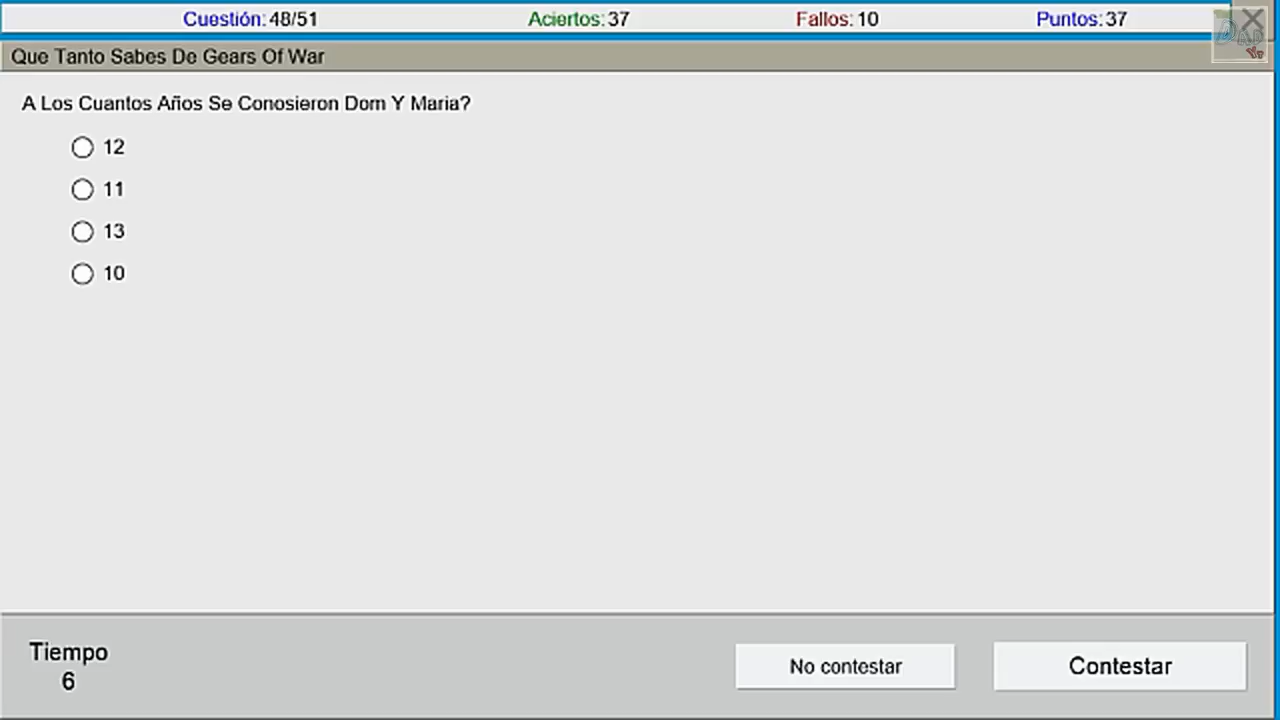 Cuestión: 48/51 Aciertos: 37 Fallos: 10 Puntos: 37
Que Tanto Sabes De Gears Of War
A Los Cuantos Años Se Conosieron Dom Y Maria?
12
11
13
10
Tiempo
6
No contestar
Contestar